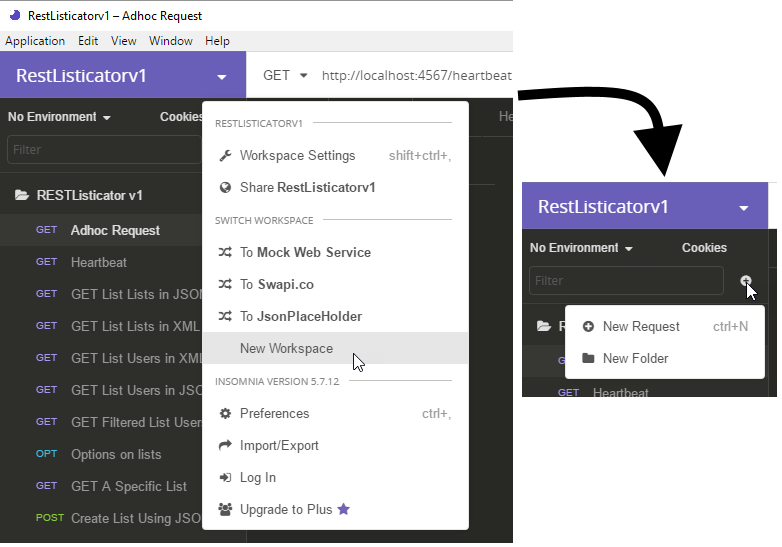 RestListicatorv1 – Adhoc Request
Application Edit View Window Help
RestListicatorv1
GET http://localhost:4567/heartbeat
No Environment Cookies
He
Filter
RESTListicator v1
GET Adhoc Request
GET Heartbeat
GET GET List Lists in JSON
GET GET List Lists in XML
GET GET List Users in XML
GET GET List Users in JSO
GET GET Filtered List User
OPT Options on lists
GET GET A Specific List
POST Create List Using JSO
RESTLISTICATORV1
Workspace Settings shift+ctrl+,
Share RestListicatorv1
SWITCH WORKSPACE
To Mock Web Service
To Swapi.co
To JsonPlaceHolder
New Workspace
INSOMNIA VERSION 5.7.12
Preferences ctrl+,
Import/Export
Log In
Upgrade to Plus
RestListicatorv1
No Environment Cookies
Filter
R
New Request ctrl+N
G
New Folder
GET Heartbeat